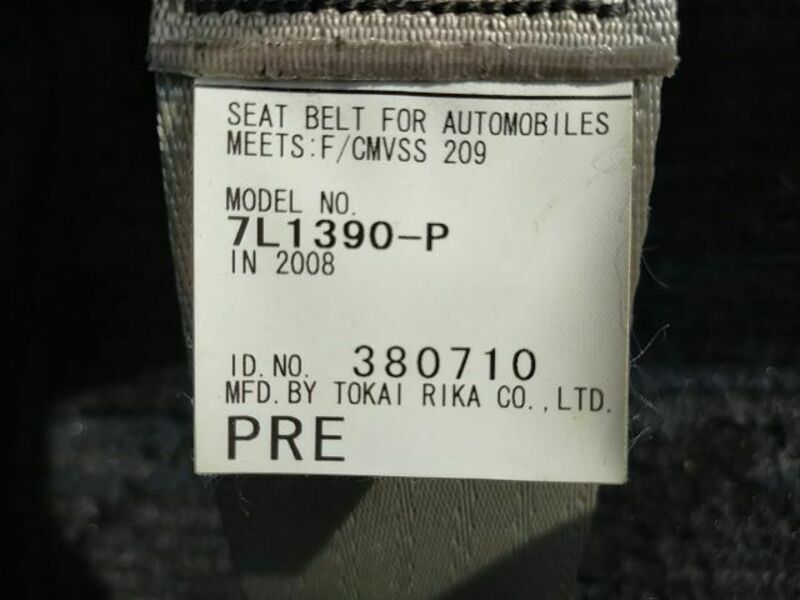 SEAT BELT FOR AUTOMOBILES
MEETS:F/CMVSS 209
MODEL NO.
7L1390-P
IN 2008
ID.NO. 380710
MFD.BY TOKAI RIKA CO.,LTD.
PRE